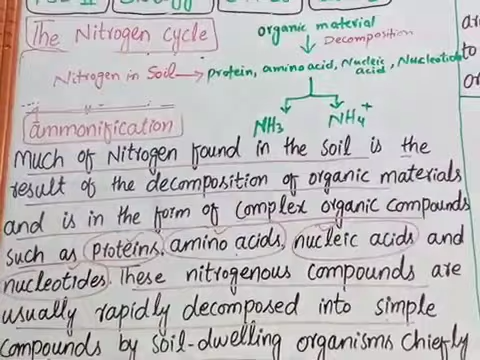 The Nitrogen Cycle
organic material
Decomposition
Nitrogen in Soil → protein, amino acid, Nucleic acid, Nucleotide
NH3 NH4+
ammonification
Much of Nitrogen found in the soil is the
result of the decomposition of organic materials
and is in the form of complex organic compounds
such as proteins, amino acids, nucleic acids and
nucleotides. These nitrogenous compounds are
usually rapidly decomposed into simple
compounds by soil-dwelling organisms chiefly
to